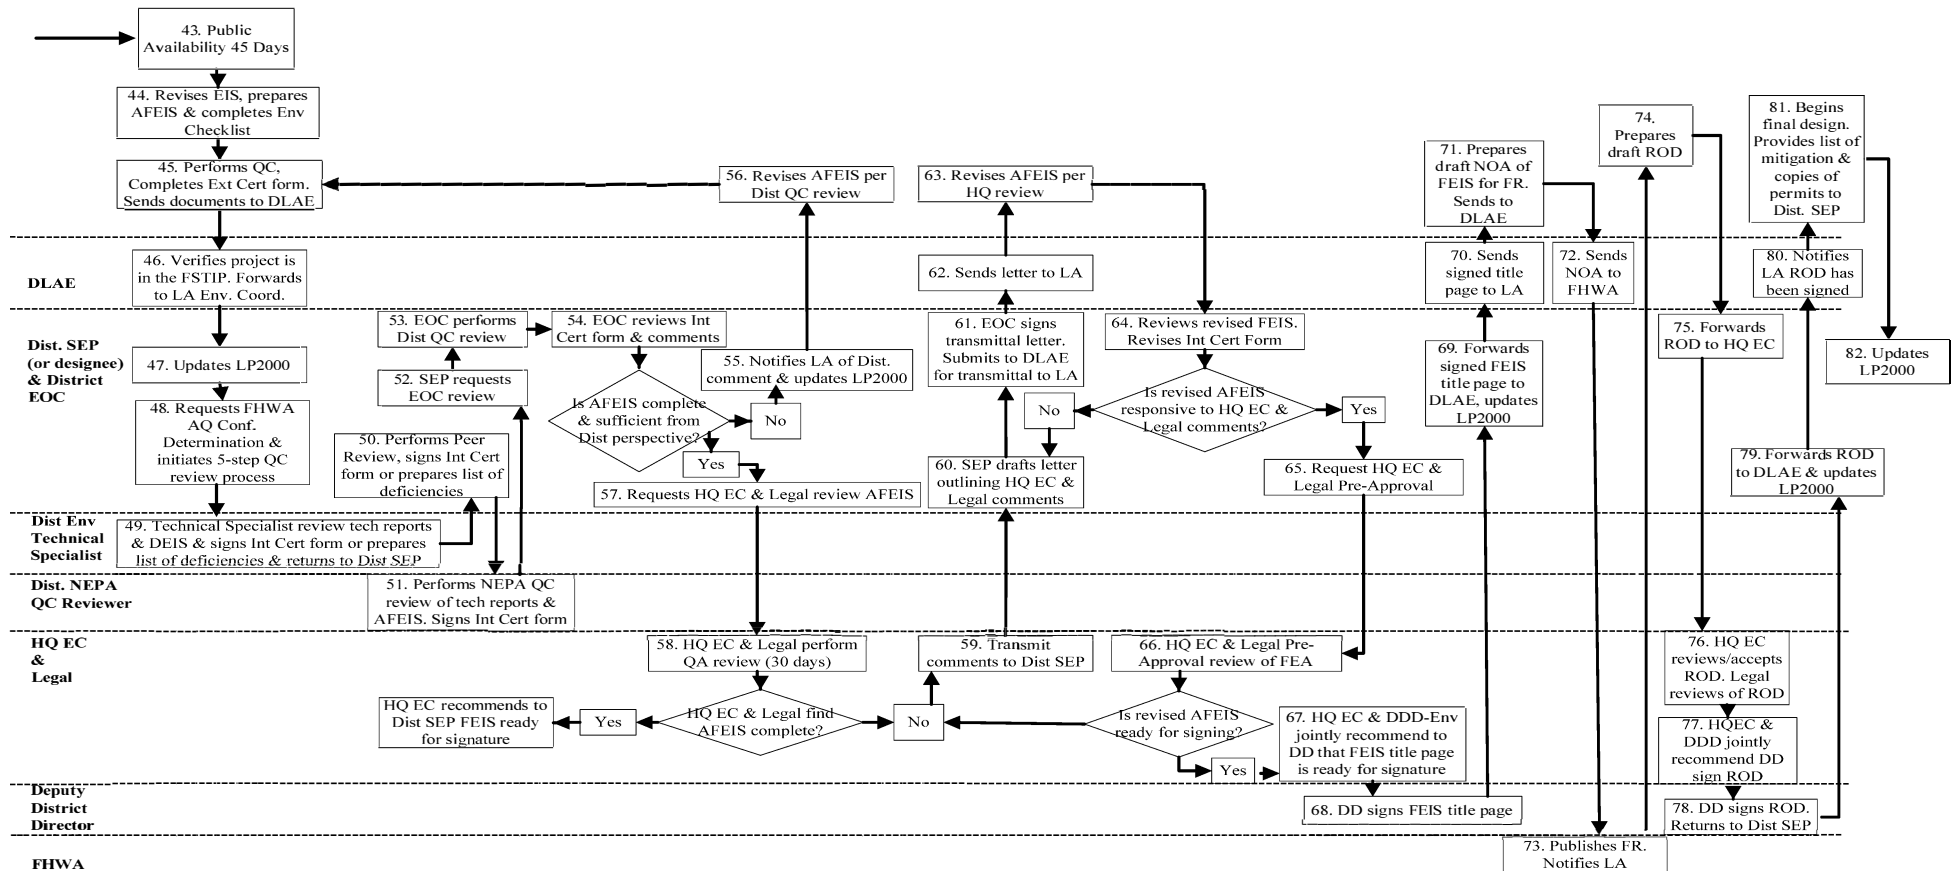 43. Public
Availability 45 Days
44. Revises EIS, prepares
AFEIS & completes Env
Checklist
45. Performs QC,
Completes Ext Cert form.
Sends documents to DLAE
56. Revises AFEIS per
Dist QC review
63. Revises AFEIS per
HQ review
71. Prepares
draft NOA of
FEIS for FR.
Sends to
DLAE
74.
Prepares
draft ROD
81. Begins
final design.
Provides list of
mitigation &
copies of
permits to
Dist. SEP
DLAE
46. Verifies project is
in the FSTIP. Forwards
to LA Env. Coord.
62. Sends letter to LA
70. Sends
signed title
page to LA
72. Sends
NOA to
FHWA
80. Notifies
LA ROD has
been signed
Dist. SEP
(or designee)
& District
EOC
47. Updates LP2000
48. Requests FHWA
AQ Conf.
Determination &
initiates 5-step QC
review process
50. Performs Peer
Review, signs Int Cert
form or prepares list of
deficiencies
53. EOC performs
Dist QC review
52. SEP requests
EOC review
54. EOC reviews Int
Cert form & comments
Is AFEIS complete
& sufficient from
Dist perspective?
No
Yes
55. Notifies LA of Dist.
comment & updates LP2000
57. Requests HQ EC & Legal review AFEIS
61. EOC signs
transmittal letter.
Submits to DLAE
for transmittal to LA
60. SEP drafts letter
outlining HQ EC &
Legal comments
64. Reviews revised FEIS.
Revises Int Cert Form
Is revised AFEIS
responsive to HQ EC &
Legal comments?
No
Yes
65. Request HQ EC &
Legal Pre-Approval
69. Forwards
signed FEIS
title page to
DLAE, updates
LP2000
75. Forwards
ROD to HQ EC
79. Forwards ROD
to DLAE & updates
LP2000
82. Updates
LP2000
Dist Env
Technical
Specialist
49. Technical Specialist review tech reports
& DEIS & signs Int Cert form or prepares
list of deficiencies & returns to Dist SEP
Dist. NEPA
QC Reviewer
51. Performs NEPA QC
review of tech reports &
AFEIS. Signs Int Cert form
HQ EC
&
Legal
58. HQ EC & Legal perform
QA review (30 days)
HQ EC & Legal find
AFEIS complete?
Yes
HQ EC recommends to
Dist SEP FEIS ready
for signature
No
59. Transmit
comments to Dist SEP
66. HQ EC & Legal Pre-
Approval review of FEA
Is revised AFEIS
ready for signing?
Yes
67. HQ EC & DDD-Env
jointly recommend to
DD that FEIS title page
is ready for signature
76. HQ EC
reviews/accepts
ROD. Legal
reviews of ROD
77. HQEC &
DDD jointly
recommend DD
sign ROD
Deputy
District
Director
68. DD signs FEIS title page
78. DD signs ROD.
Returns to Dist SEP
FHWA
73. Publishes FR.
Notifies LA